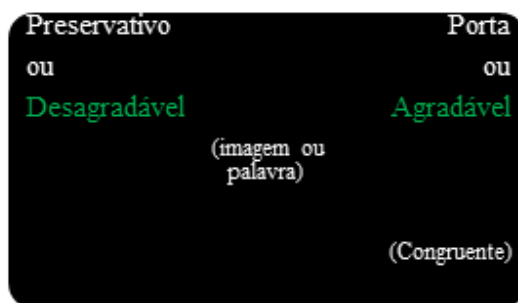 Preservativo Porta
ou ou
Desagradável Agradável
(imagem ou
palavra)
(Congruente)